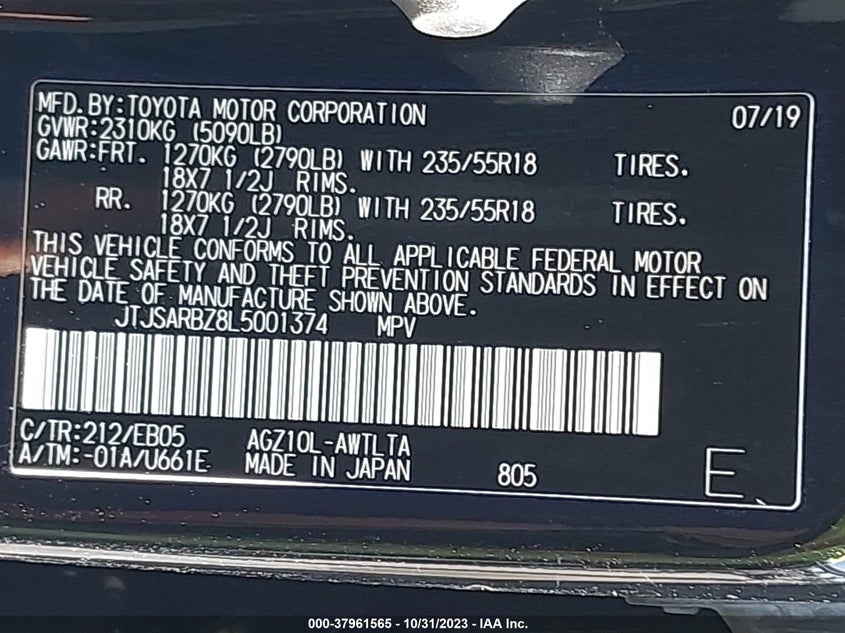 MFD. BY: TOYOTA MOTOR CORPORATION 07/19
GVWR: 2310KG (5090LB)
GAWR: FRT. 1270KG (2790LB) WITH 235/55R18 TIRES.
18X7 1/2J RIMS.
RR. 1270KG (2790LB) WITH 235/55R18 TIRES.
18X7 1/2J RIMS.
THIS VEHICLE CONFORMS TO ALL APPLICABLE FEDERAL MOTOR
VEHICLE SAFETY AND THEFT PREVENTION STANDARDS IN EFFECT ON
THE DATE OF MANUFACTURE SHOWN ABOVE.
JTJSARBZ8L5001374 MPV
C/TR: 212/EB05 AGZ10L-AWTLTA
A/TM: -01A/U661E MADE IN JAPAN 805 E
000-37961565 - 10/31/2023 - IAA Inc.